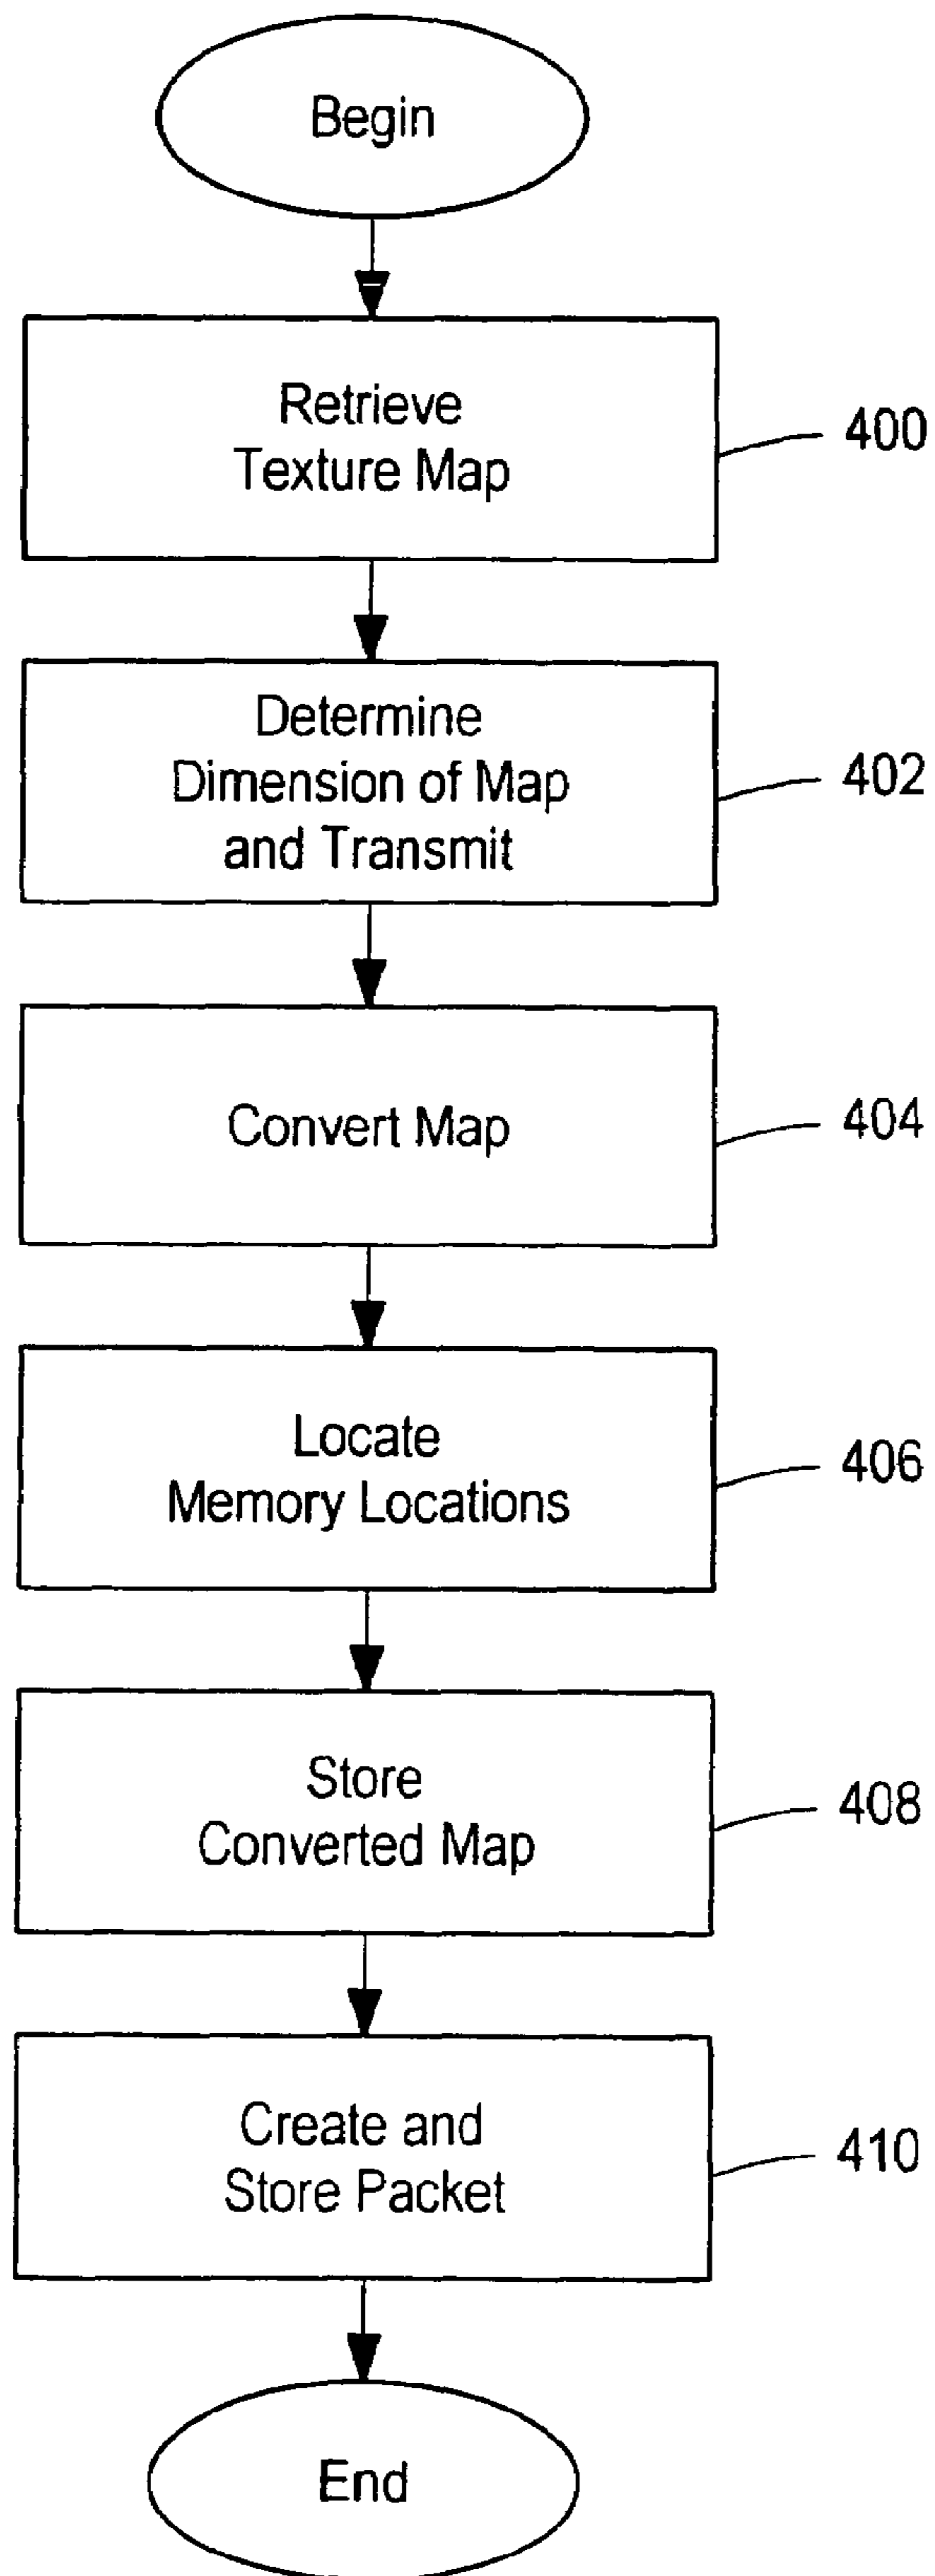 Begin
Retrieve
Texture Map
400
Determine
Dimension of Map
and Transmit
402
Convert Map
404
Locate
Memory Locations
406
Store
Converted Map
408
Create and
Store Packet
410
End